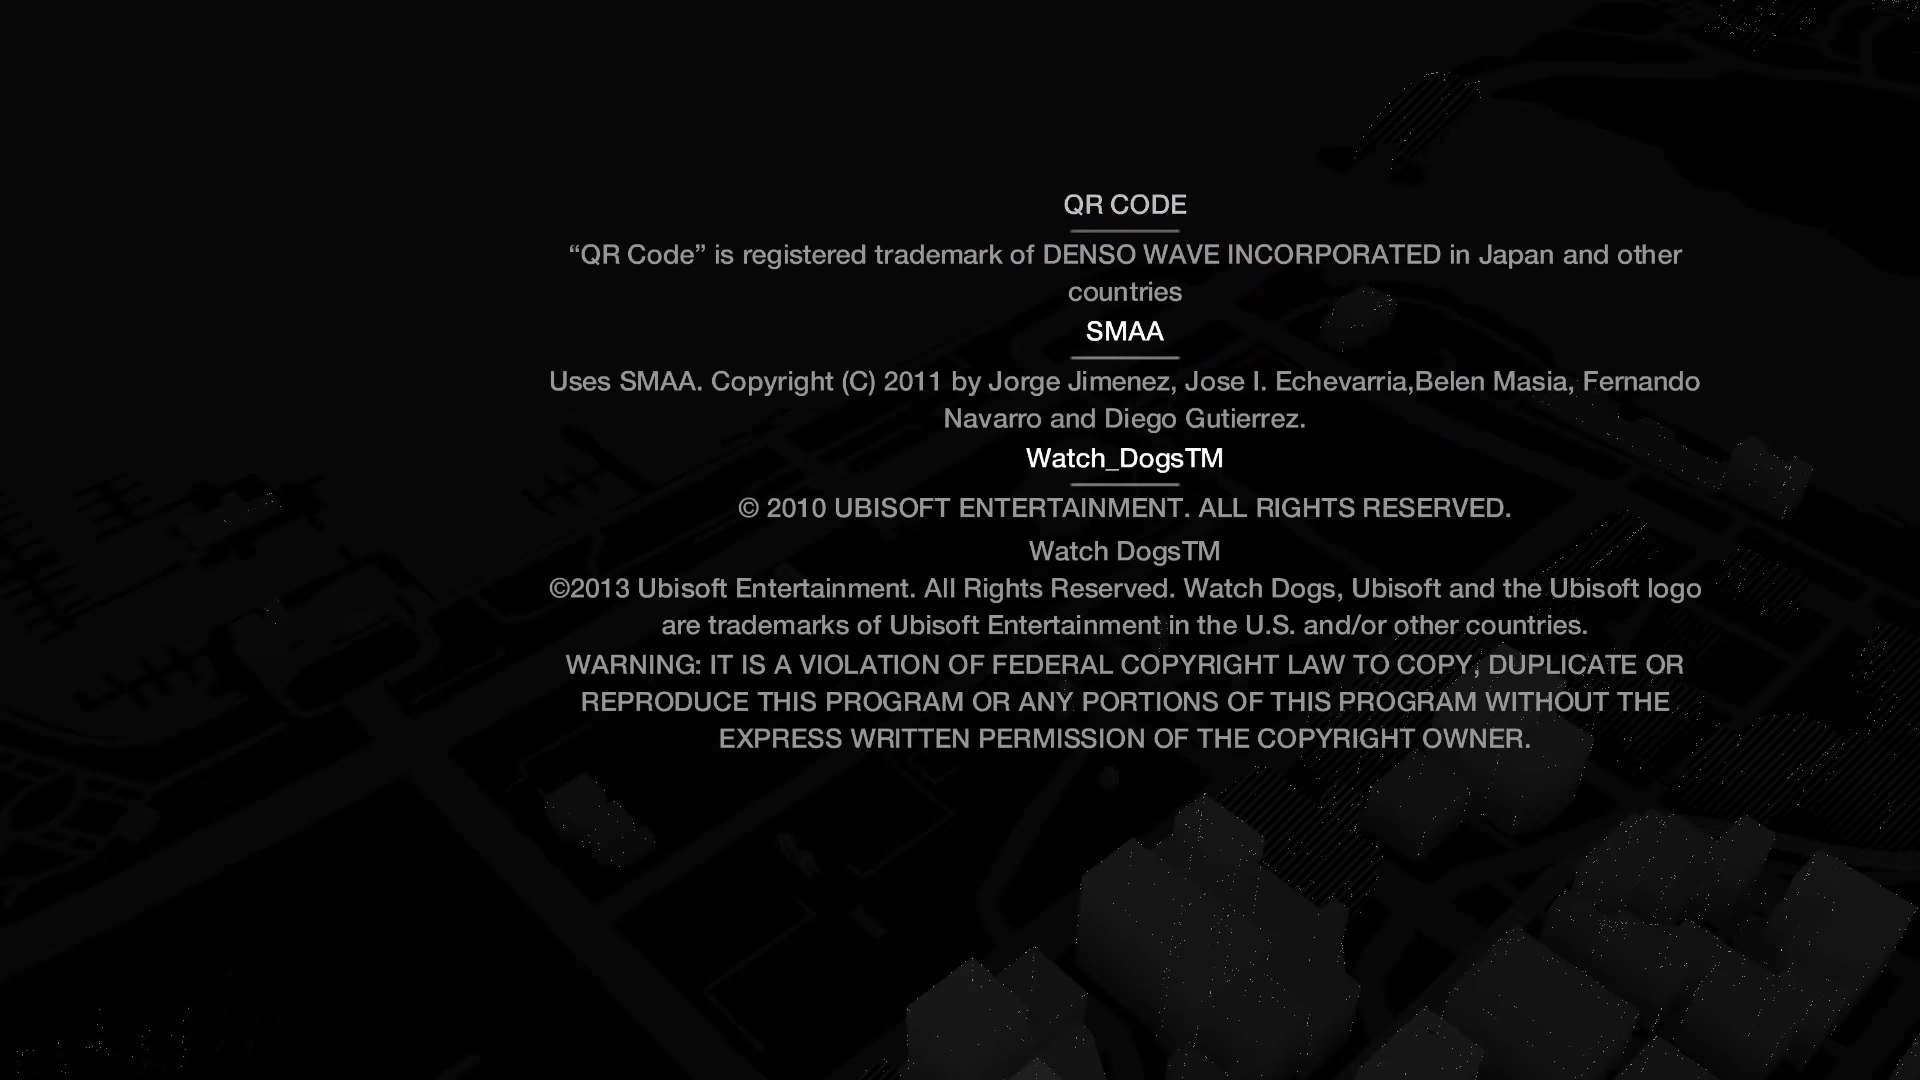 QR CODE
“QR Code” is registered trademark of DENSO WAVE INCORPORATED in Japan and other
countries
SMAA
Uses SMAA. Copyright (C) 2011 by Jorge Jimenez, Jose I. Echevarria,Belen Masia, Fernando
Navarro and Diego Gutierrez.
Watch_DogsTM
© 2010 UBISOFT ENTERTAINMENT. ALL RIGHTS RESERVED.
Watch DogsTM
©2013 Ubisoft Entertainment. All Rights Reserved. Watch Dogs, Ubisoft and the Ubisoft logo
are trademarks of Ubisoft Entertainment in the U.S. and/or other countries.
WARNING: IT IS A VIOLATION OF FEDERAL COPYRIGHT LAW TO COPY, DUPLICATE OR
REPRODUCE THIS PROGRAM OR ANY PORTIONS OF THIS PROGRAM WITHOUT THE
EXPRESS WRITTEN PERMISSION OF THE COPYRIGHT OWNER.